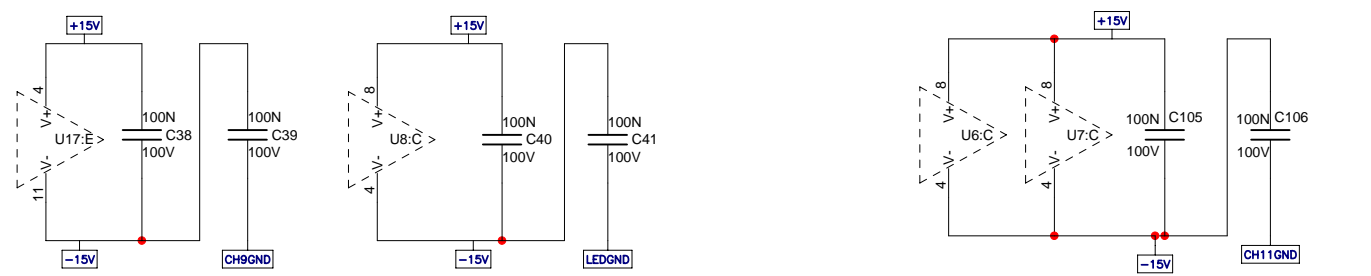 +15V
4
V+
U17:E
V-
11
-15V
100N
C38
100V
100N
C39
100V
CH9GND
+15V
8
V+
U8:C
V-
4
-15V
100N
C40
100V
100N
C41
100V
LEDGND
+15V
8
V+
U6:C
V-
4
8
V+
U7:C
V-
4
-15V
100N
C105
100V
100N
C106
100V
CH11GND